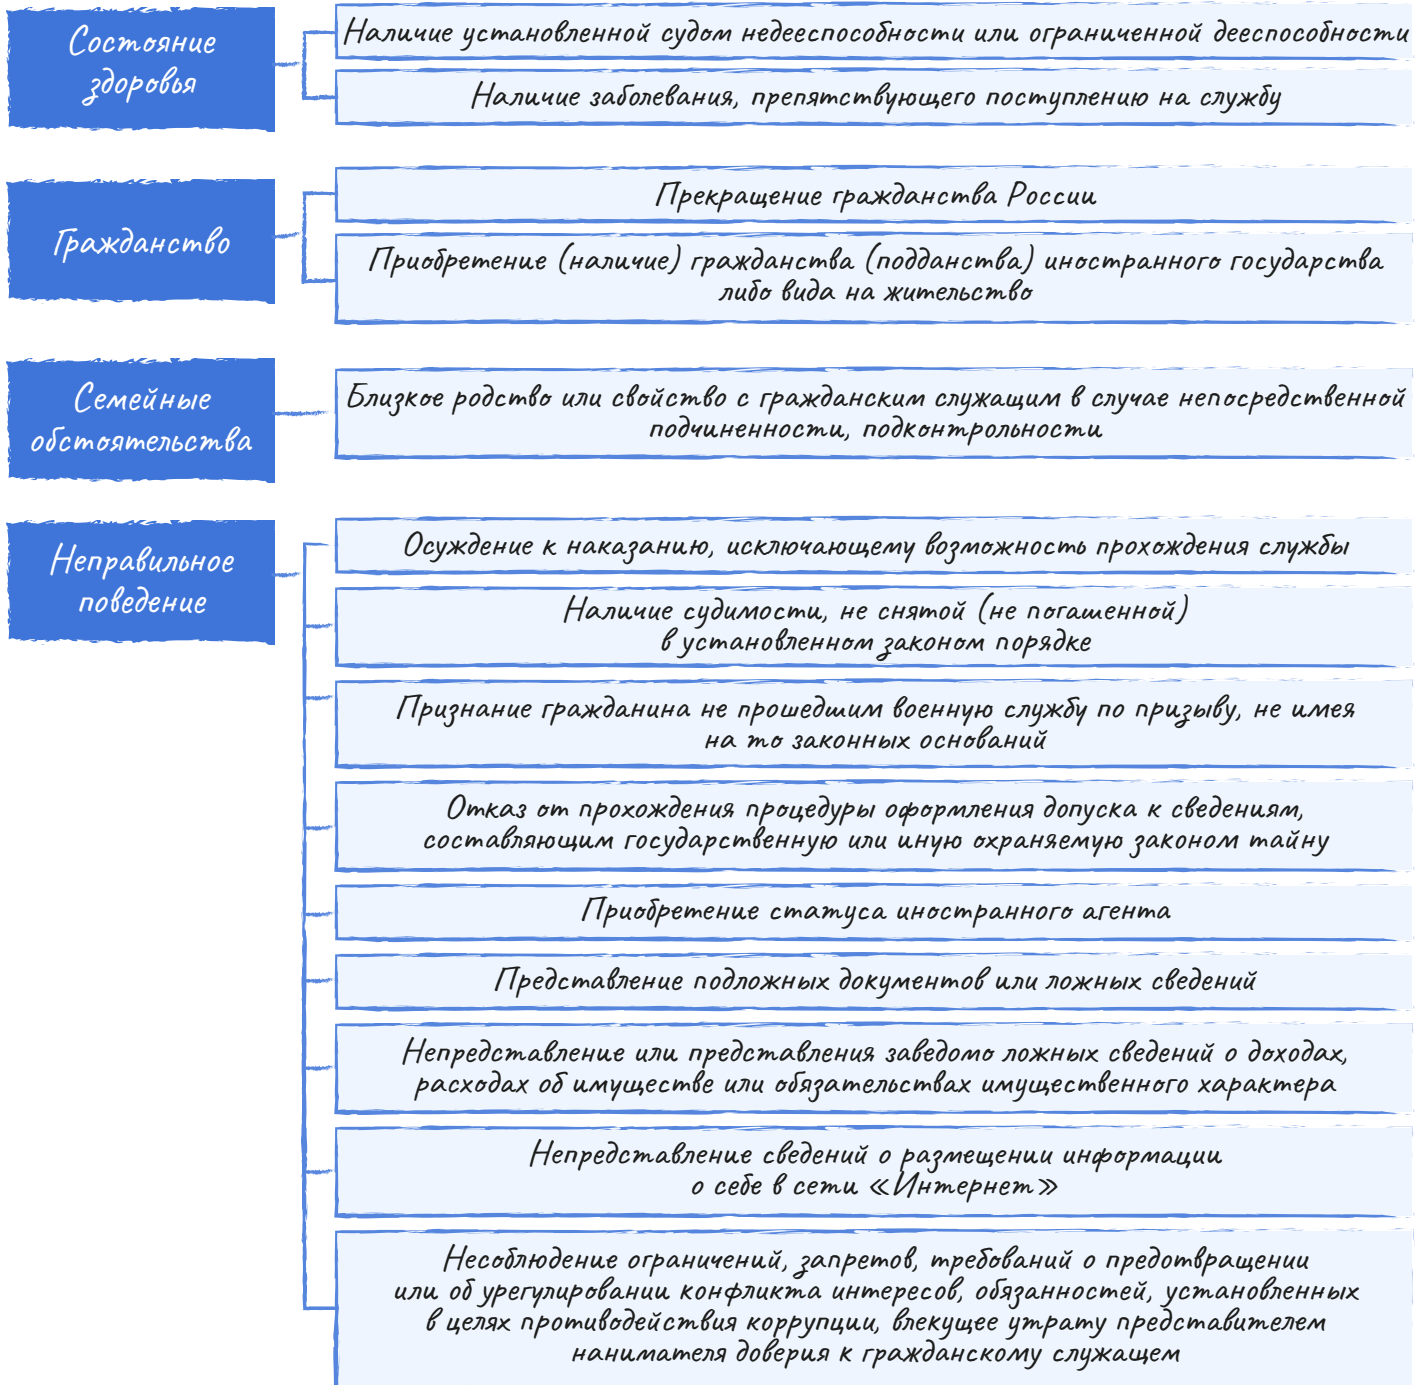 Состояние
здоровья
Наличие установленной судом недееспособности или ограниченной дееспособности
Наличие заболевания, препятствующего поступлению на службу
Гражданство
Прекращение гражданства России
Приобретение (наличие) гражданства (подданства) иностранного государства
либо вида на жительство
Семейные
обстоятельства
Близкое родство или свойство с гражданским служащим в случае непосредственной
подчиненности, подконтрольности
Неправильное
поведение
Осуждение к наказанию, исключающему возможность прохождения службы
Наличие судимости, не снятой (не погашенной)
в установленном законом порядке
Признание гражданина не прошедшим военную службу по призыву, не имея
на то законных оснований
Отказ от прохождения процедуры оформления допуска к сведениям,
составляющим государственную или иную охраняемую законом тайну
Приобретение статуса иностранного агента
Представление подложных документов или ложных сведений
Непредставление или представления заведомо ложных сведений о доходах,
расходах об имуществе или обязательствах имущественного характера
Непредставление сведений о размещении информации
о себе в сети «Интернет»
Несоблюдение ограничений, запретов, требований о предотвращении
или об урегулировании конфликта интересов, обязанностей, установленных
в целях противодействия коррупции, влекущее утрату представителем
нанимателя доверия к гражданскому служащем